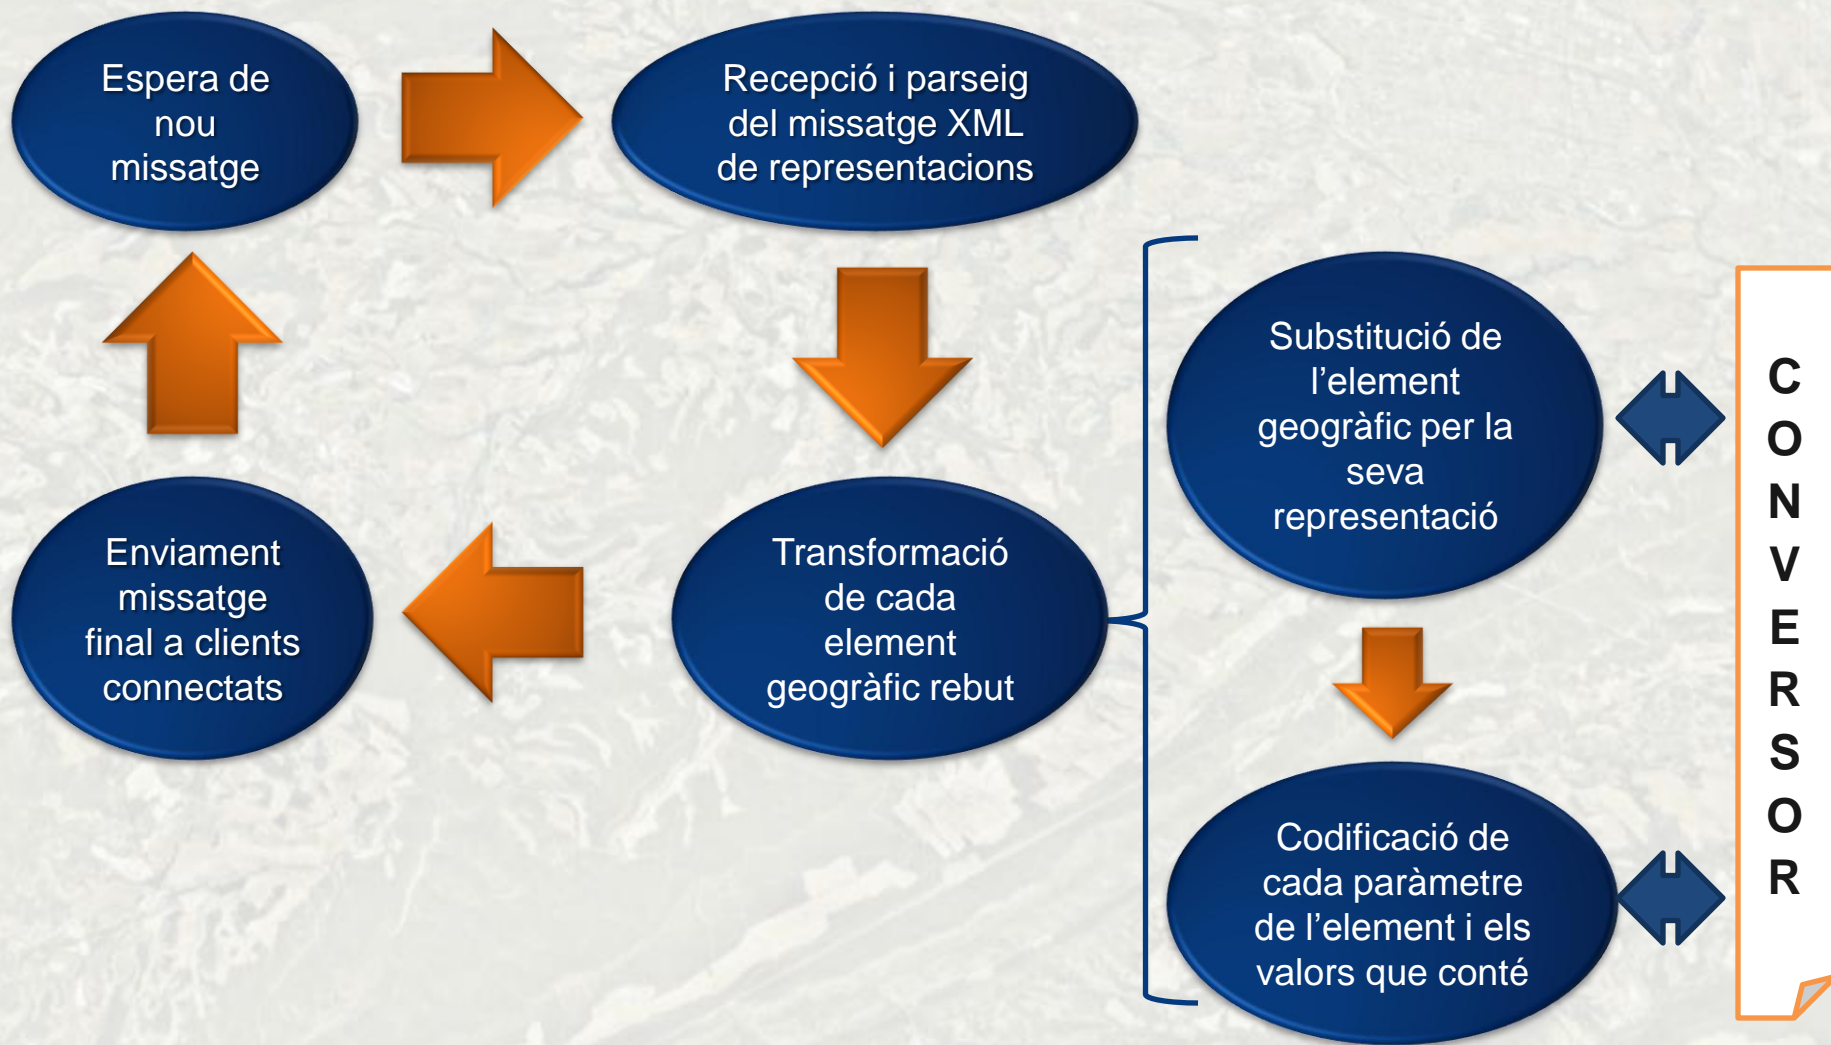 Espera de
nou
missatge
Recepció i parseig
del missatge XML
de representacions
Substitució de
l’element
geogràfic per la
seva
representació
Enviament
missatge
final a clients
connectats
Transformació
de cada
element
geogràfic rebut
Codificació de
cada paràmetre
de l’element i els
valors que conté
C
O
N
V
E
R
S
O
R